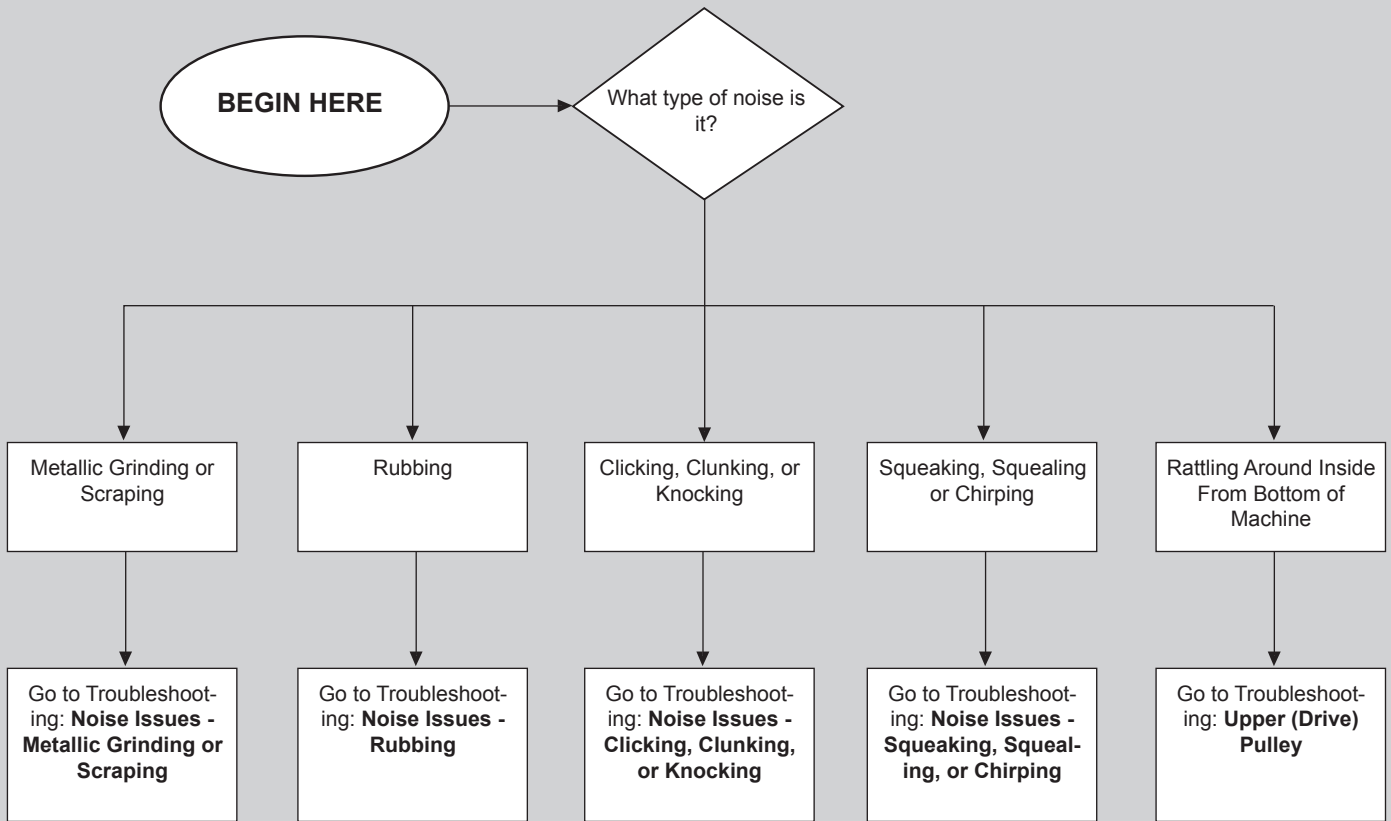 BEGIN HERE
What type of noise is
it?
Metallic Grinding or
Scraping
Rubbing
Clicking, Clunking, or
Knocking
Squeaking, Squealing
or Chirping
Rattling Around Inside
From Bottom of
Machine
Go to Troubleshoot-
ing: Noise Issues -
Metallic Grinding or
Scraping
Go to Troubleshoot-
ing: Noise Issues -
Rubbing
Go to Troubleshoot-
ing: Noise Issues -
Clicking, Clunking,
or Knocking
Go to Troubleshoot-
ing: Noise Issues -
Squeaking, Squeal-
ing, or Chirping
Go to Troubleshoot-
ing: Upper (Drive)
Pulley